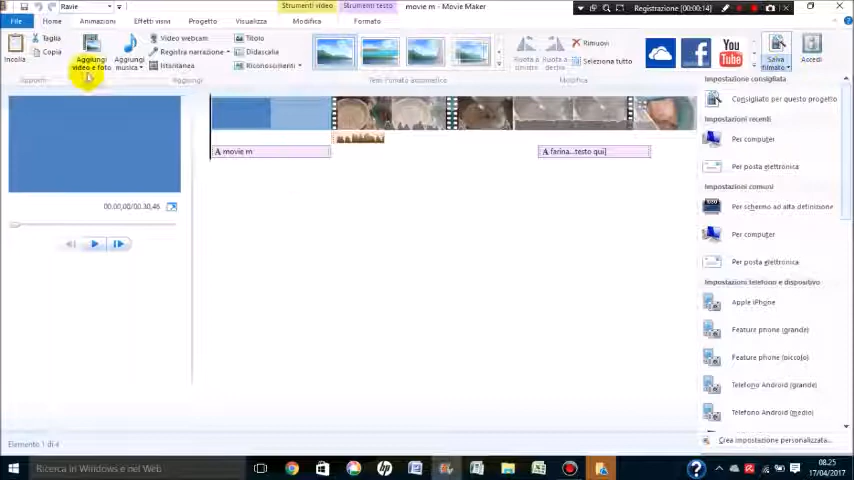 Ravie
Strumenti video
Strumenti testo
movie m - Movie Maker
Registrazione [00:00:14]
File
Home
Animazioni
Effetti visivi
Progetto
Visualizza
Modifica
Formato
Incolla
Taglia
Copia
Aggiungi video e foto
Aggiungi musica
Video webcam
Registra narrazione
Istantanea
Titolo
Didascalia
Riconoscimenti
Aggiungi
Temi Formato automatico
Ruota a sinistra
Ruota a destra
Rimuovi
Seleziona tutto
Modifica
You Tube
Salva filmato
Accedi
Impostazione consigliata
Consigliato per questo progetto
Impostazioni recenti
Per computer
Per posta elettronica
Impostazioni comuni
Per schermo ad alta definizione
Per computer
Per posta elettronica
Impostazioni telefono e dispositivo
Apple iPhone
Feature phone (grande)
Feature phone (piccolo)
Telefono Android (grande)
Telefono Android (medio)
Crea impostazione personalizzata...
A movie m
A farina...testo qui]
00:00,00/00:30,46
Elemento 1 di 4
Cerca in Windows e nel Web
08.25
17/04/2017